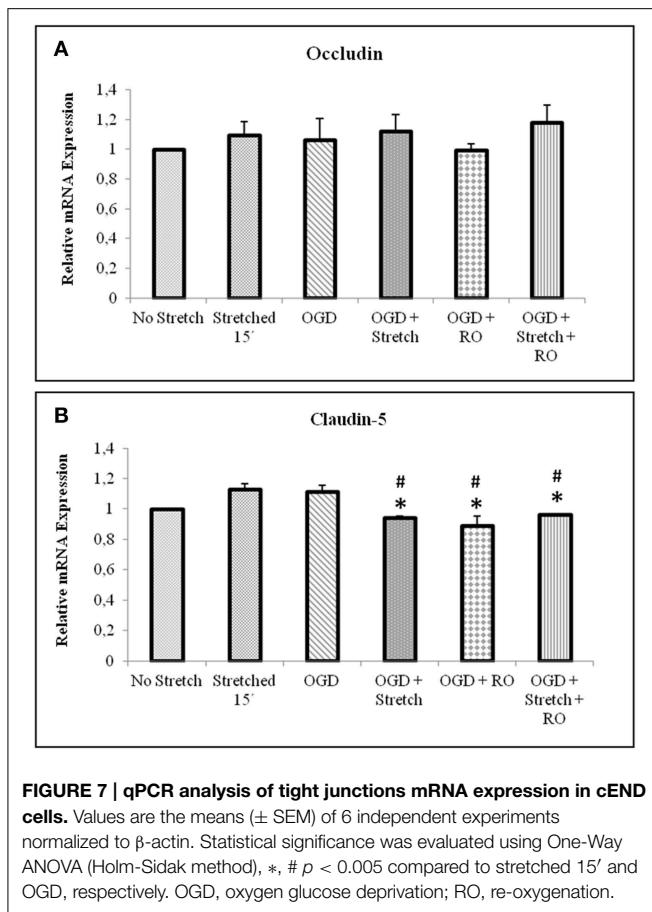 A
Occludin
Relative mRNA Expression
1,4
1,2
1
0,8
0,6
0,4
0,2
0
No Stretch
Stretched
15´
OGD
OGD +
Stretch
OGD +
RO
OGD +
Stretch +
RO
B
Claudin-5
Relative mRNA Expression
1,4
1,2
1
0,8
0,6
0,4
0,2
0
#
*
#
*
#
*
No Stretch
Stretched
15´
OGD
OGD +
Stretch
OGD + RO
OGD +
Stretch +
RO
FIGURE 7 | qPCR analysis of tight junctions mRNA expression in cEND
cells. Values are the means (± SEM) of 6 independent experiments
normalized to β-actin. Statistical significance was evaluated using One-Way
ANOVA (Holm-Sidak method), *, # p < 0.005 compared to stretched 15′ and
OGD, respectively. OGD, oxygen glucose deprivation; RO, re-oxygenation.